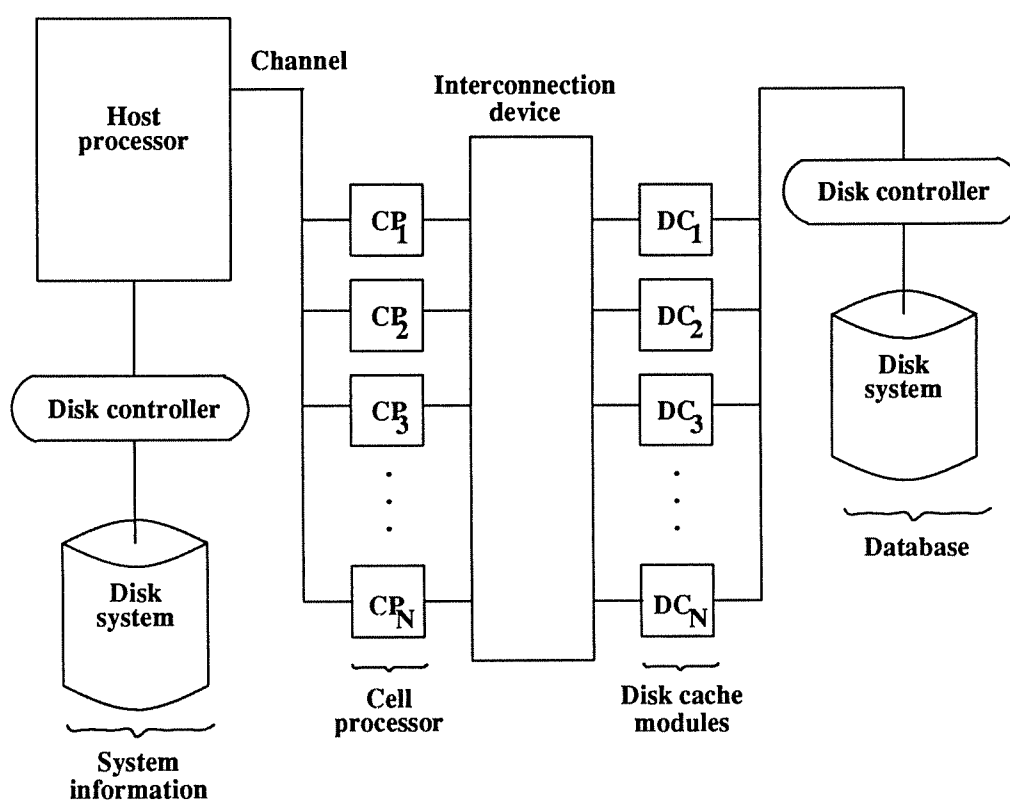 Channel
Host
processor
Interconnection
device
Disk controller
CP1
DC1
CP2
DC2
Disk
system
Disk controller
CP3
DC3
Database
Disk
system
CPN
DCN
Cell
processor
Disk cache
modules
System
information